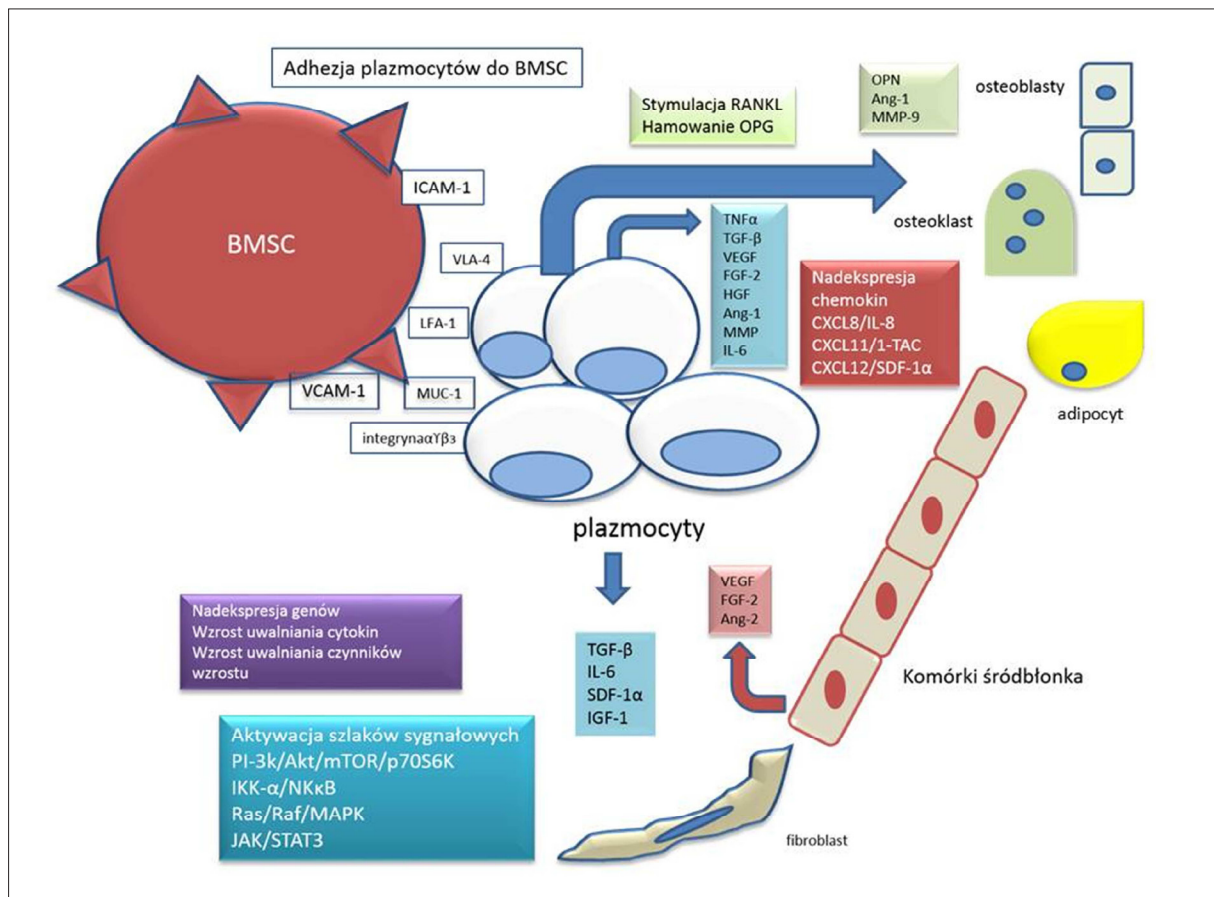 Adhezja plazmocytów do BMSC
OPN
Ang-1
MMP-9
osteoblasty
Stymulacja RANKL
Hamowanie OPG
ICAM-1
BMSC
osteoklast
TNFα
TGF-β
VEGF
FGF-2
HGF
Ang-1
MMP
IL-6
VLA-4
Nadekspresja
chemokin
CXCL8/IL-8
CXCL11/1-TAC
CXCL12/SDF-1α
LFA-1
VCAM-1
MUC-1
adipocyt
integrynaαϒβ₃
plazmocyty
VEGF
FGF-2
Ang-2
Nadekspresja genów
Wzrost uwalniania cytokin
Wzrost uwalniania czynników
wzrostu
TGF-β
IL-6
SDF-1α
IGF-1
Komórki śródbłonka
Aktywacja szlaków sygnałowych
PI-3k/Akt/mTOR/p70S6K
IKK-α/NKκB
Ras/Raf/MAPK
JAK/STAT3
fibroblast